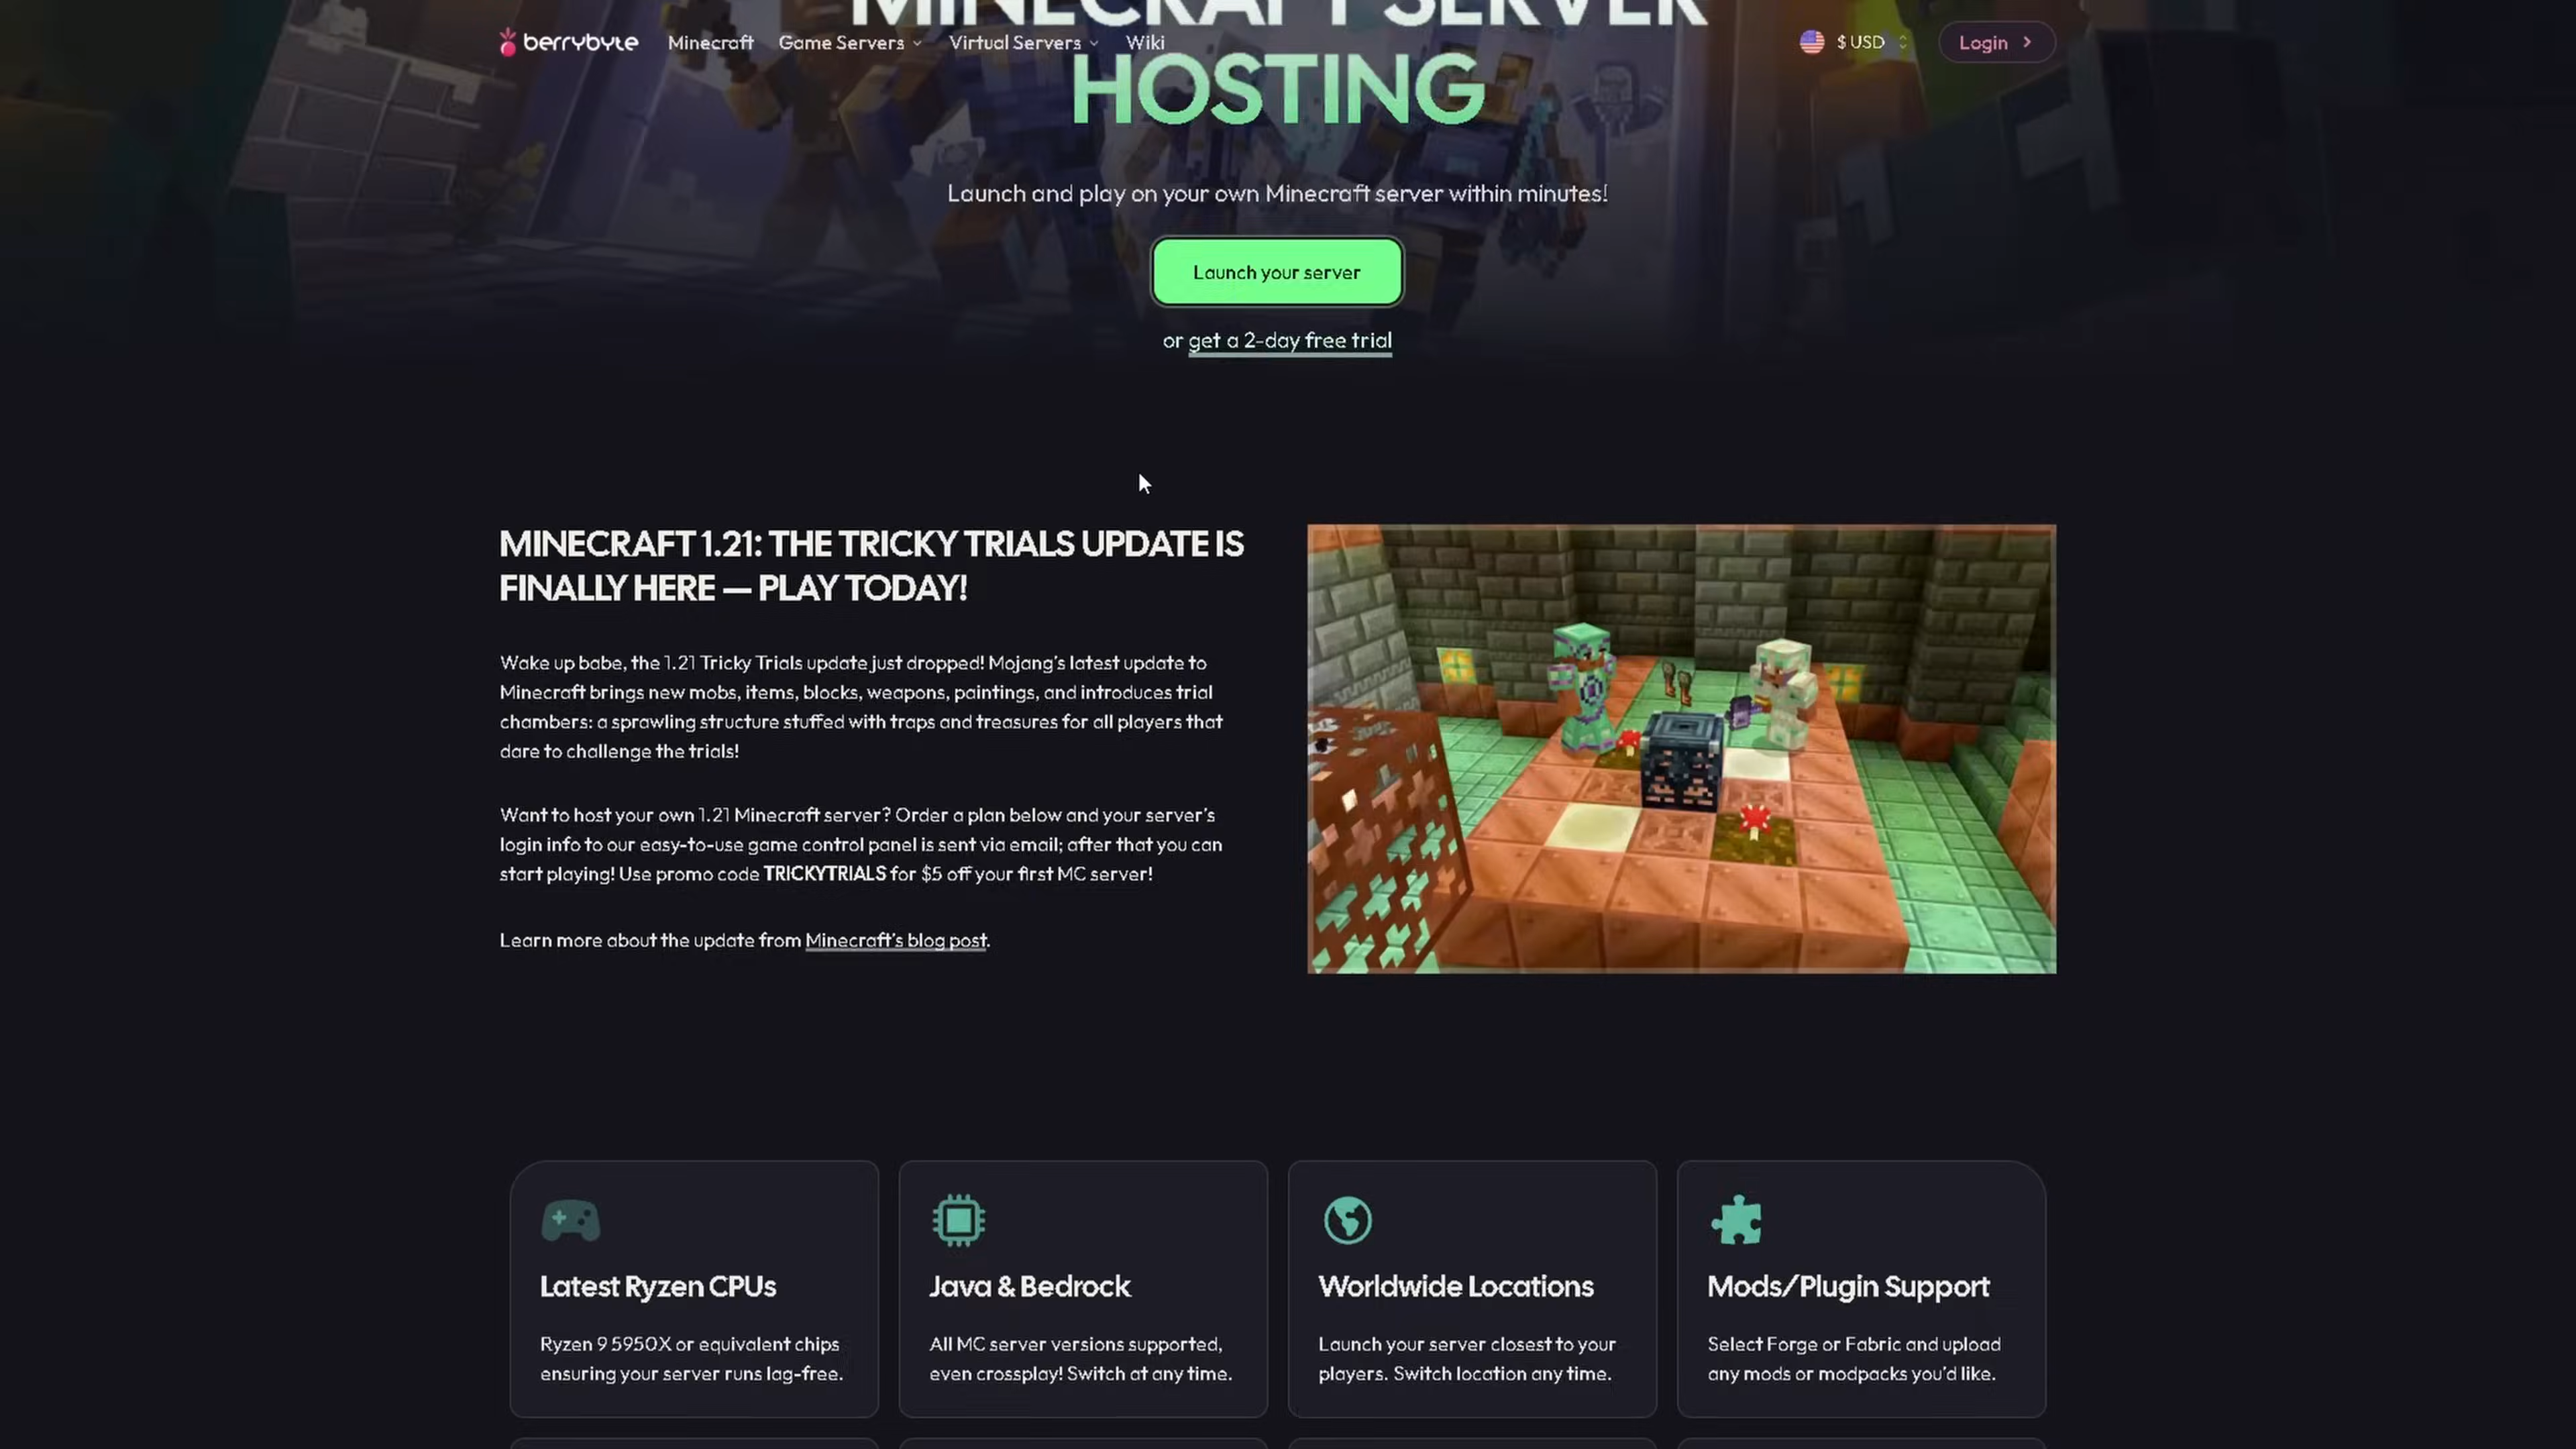 MINECRAFT SERVER
berrybyte Minecraft Game Servers Virtual Servers Wiki $ USD Login
HOSTING
Launch and play on your own Minecraft server within minutes!
Launch your server
or get a 2-day free trial
MINECRAFT 1.21: THE TRICKY TRIALS UPDATE IS
FINALLY HERE — PLAY TODAY!
Wake up babe, the 1.21 Tricky Trials update just dropped! Mojang's latest update to
Minecraft brings new mobs, items, blocks, weapons, paintings, and introduces trial
chambers: a sprawling structure stuffed with traps and treasures for all players that
dare to challenge the trials!
Want to host your own 1.21 Minecraft server? Order a plan below and your server's
login info to our easy-to-use game control panel is sent via email; after that you can
start playing! Use promo code TRICKYTRIALS for $5 off your first MC server!
Learn more about the update from Minecraft's blog post.
Latest Ryzen CPUs
Ryzen 9 5950X or equivalent chips
ensuring your server runs lag-free.
Java & Bedrock
All MC server versions supported,
even crossplay! Switch at any time.
Worldwide Locations
Launch your server closest to your
players. Switch location any time.
Mods/Plugin Support
Select Forge or Fabric and upload
any mods or modpacks you'd like.